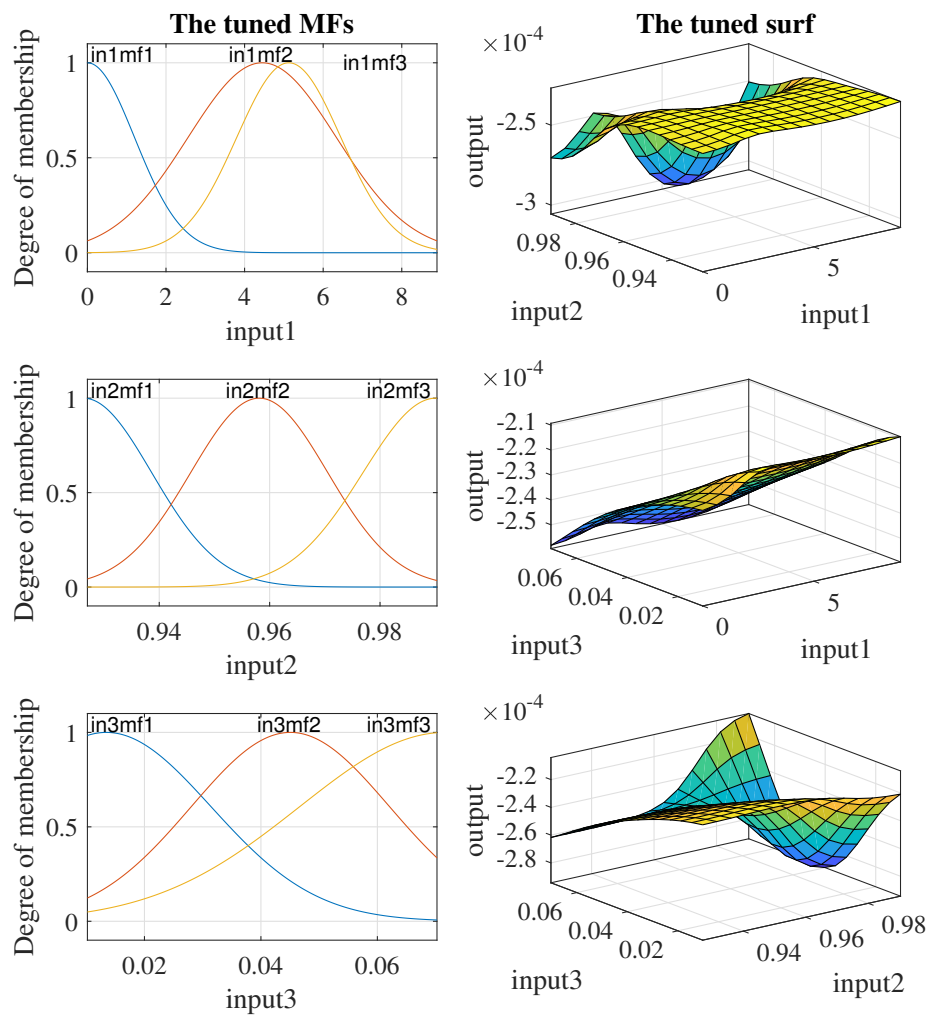 The tuned MFs
Degree of membership
in1mf1
in1mf2
in1mf3
1
0.5
0
0
2
4
6
8
input1
The tuned surf
×10⁻⁴
output
-2.5
-3
0.98
0.96
0.94
input2
0
5
input1
Degree of membership
in2mf1
in2mf2
in2mf3
1
0.5
0
0.94
0.96
0.98
input2
×10⁻⁴
output
-2.1
-2.2
-2.3
-2.4
-2.5
0.06
0.04
0.02
input3
0
5
input1
Degree of membership
in3mf1
in3mf2
in3mf3
1
0.5
0
0.02
0.04
0.06
input3
×10⁻⁴
output
-2.2
-2.4
-2.6
-2.8
0.06
0.04
0.02
input3
0.94
0.96
0.98
input2